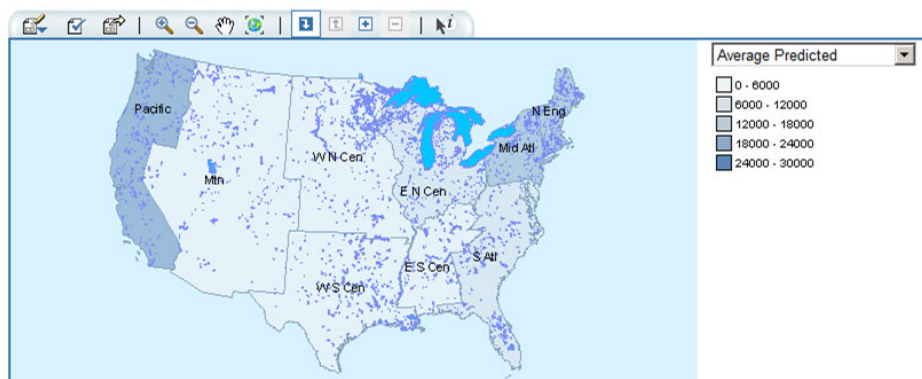 i
Average Predicted
0 - 6000
6000 - 12000
12000 - 18000
18000 - 24000
24000 - 30000
Pacific
N Eng
Mid Atl
W N Cen
Mtn
E N Cen
S Atl
E S Cen
W S Cen